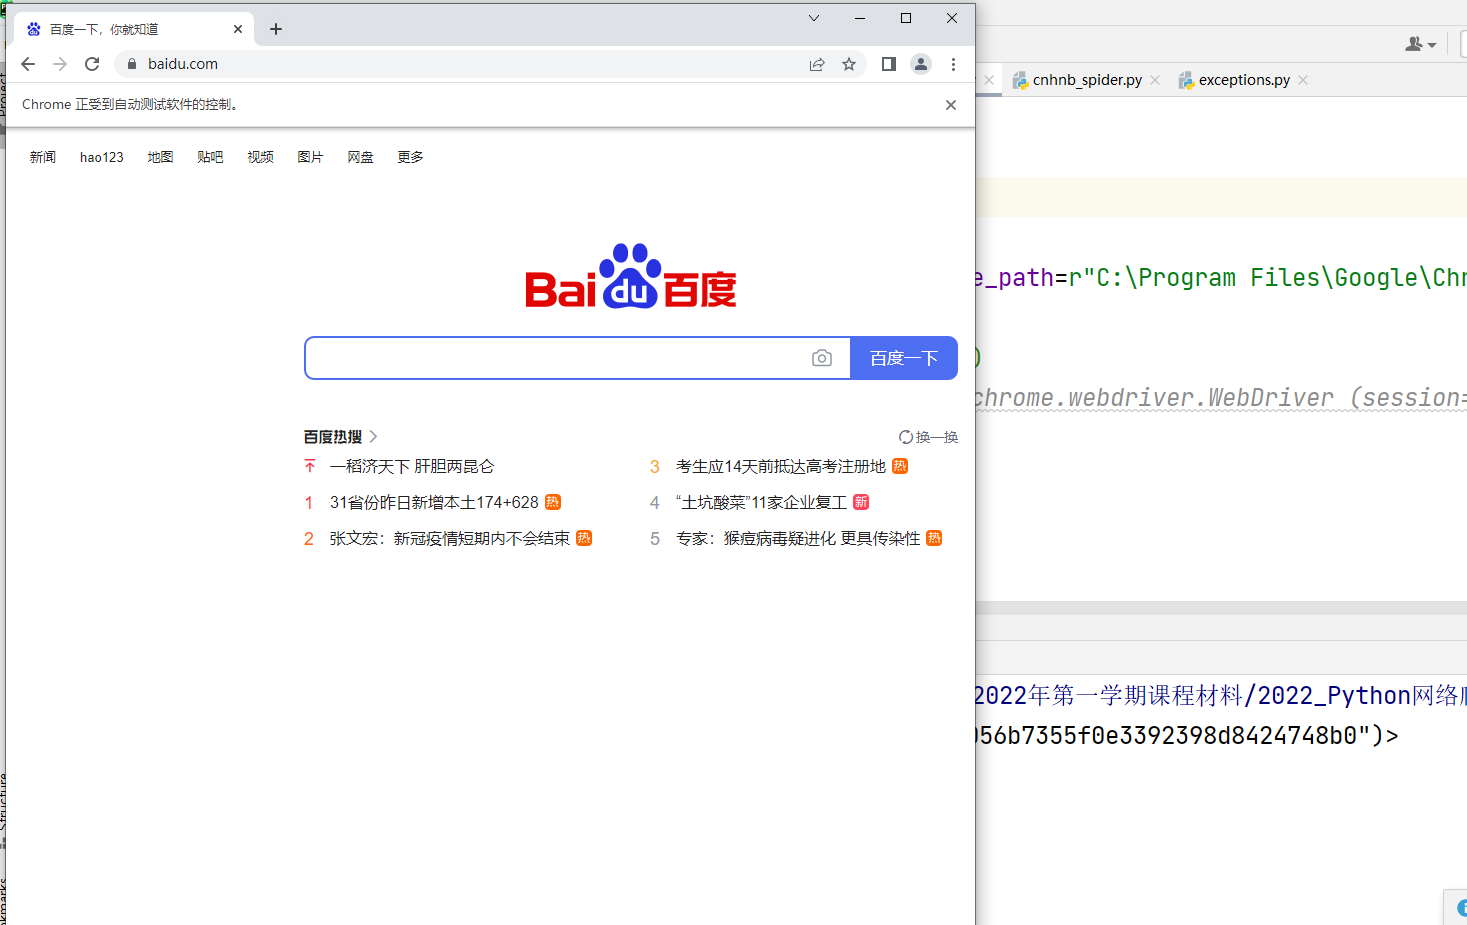 百度一下，你就知道
baidu.com
Chrome 正受到自动测试软件的控制。
新闻 hao123 地图 贴吧 视频 图片 网盘 更多
Bai du 百度
百度一下
百度热搜
换一换
一稻济天下 肝胆两昆仑
1 31省份昨日新增本土174+628 热
2 张文宏：新冠疫情短期内不会结束 热
3 考生应14天前抵达高考注册地 热
4 “土坑酸菜”11家企业复工 新
5 专家：猴痘病毒疑进化 更具传染性 热
cnhnb_spider.py exceptions.py
e_path=r"C:\Program Files\Google\Chr
)
chrome.webdriver.WebDriver (session=
2022年第一学期课程材料/2022_Python网络
056b7355f0e3392398d8424748b0")>
Project
Structure